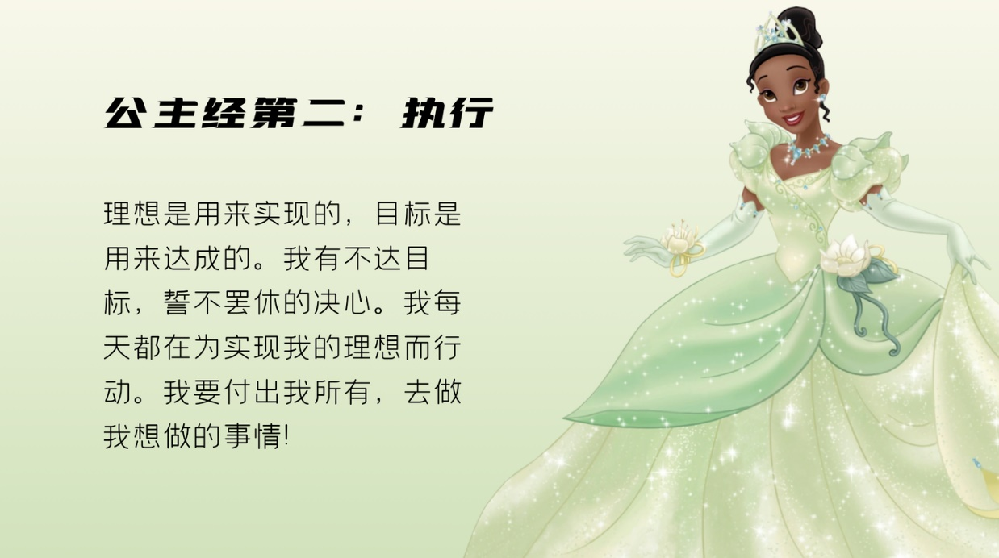 公主经第二：执行
理想是用来实现的，目标是
用来达成的。我有不达目
标，誓不罢休的决心。我每
天都在为实现我的理想而行
动。我要付出我所有，去做
我想做的事情!